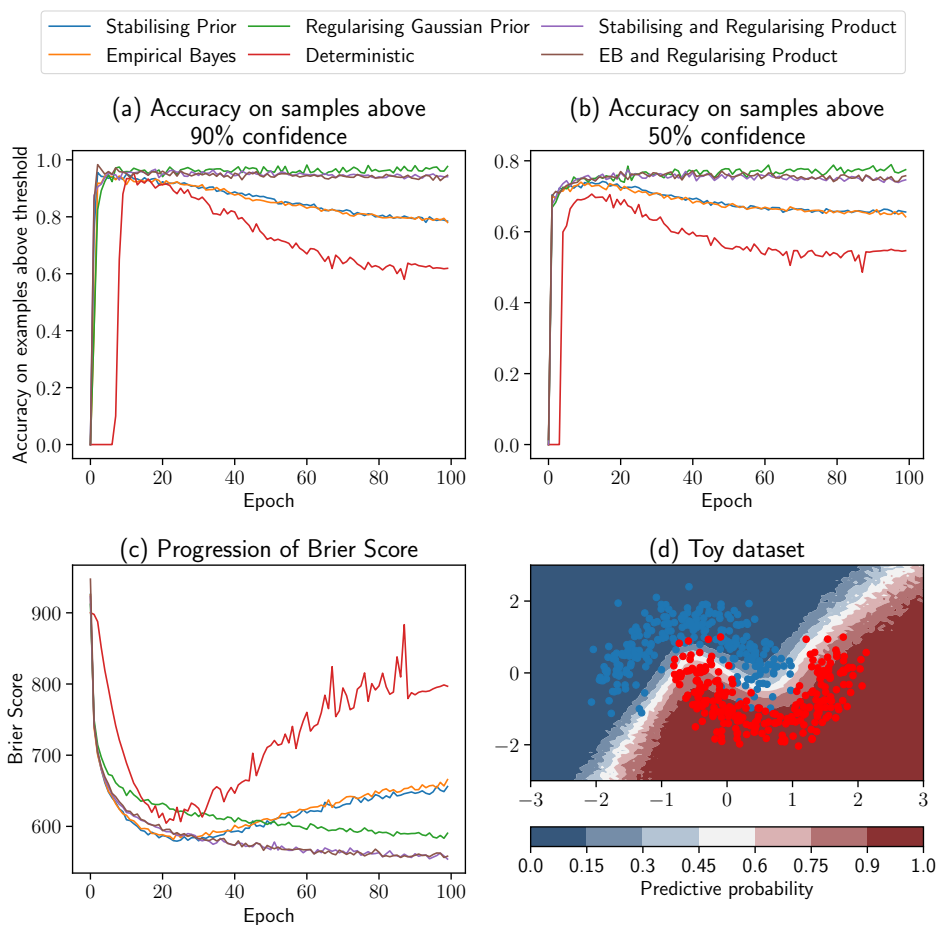 Stabilising Prior
Empirical Bayes
Regularising Gaussian Prior
Deterministic
Stabilising and Regularising Product
EB and Regularising Product
(a) Accuracy on samples above
90% confidence
Accuracy on examples above threshold
1.0
0.8
0.6
0.4
0.2
0.0
0 20 40 60 80 100
Epoch
(b) Accuracy on samples above
50% confidence
0.8
0.6
0.4
0.2
0.0
0 20 40 60 80 100
Epoch
(c) Progression of Brier Score
Brier Score
900
800
700
600
0 20 40 60 80 100
Epoch
(d) Toy dataset
2
0
−2
−3 −2 −1 0 1 2 3
0.0 0.15 0.3 0.45 0.6 0.75 0.9 1.0
Predictive probability